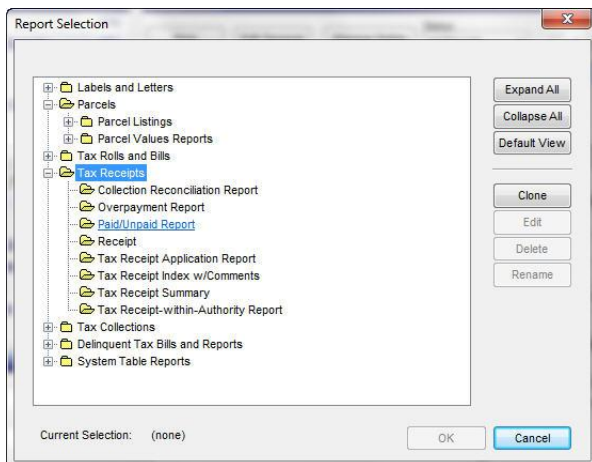 Report Selection
Labels and Letters
Parcels
Parcel Listings
Parcel Values Reports
Tax Rolls and Bills
Tax Receipts
Collection Reconciliation Report
Overpayment Report
Paid/Unpaid Report
Receipt
Tax Receipt Application Report
Tax Receipt Index w/Comments
Tax Receipt Summary
Tax Receipt-within-Authority Report
Tax Collections
Delinquent Tax Bills and Reports
System Table Reports
Expand All
Collapse All
Default View
Clone
Edit
Delete
Rename
Current Selection: (none)
OK
Cancel